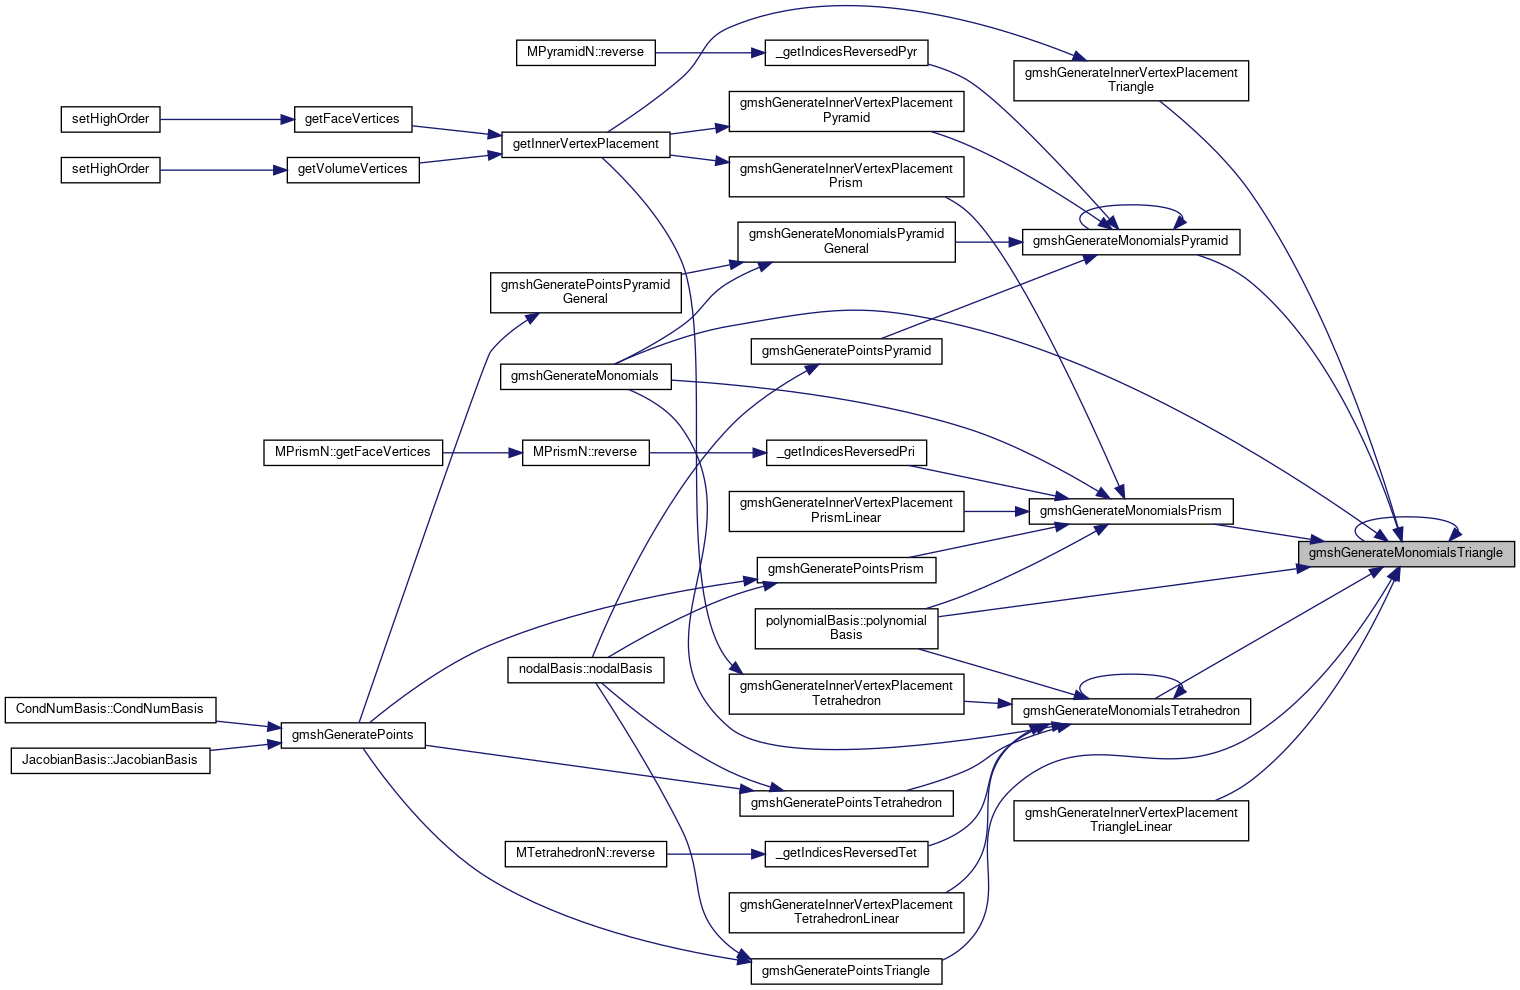 MPyramidN::reverse
_getIndicesReversedPyr
gmshGenerateInnerVertexPlacement
Triangle
setHighOrder
getFaceVertices
gmshGenerateInnerVertexPlacement
Pyramid
getInnerVertexPlacement
setHighOrder
getVolumeVertices
gmshGenerateInnerVertexPlacement
Prism
gmshGenerateMonomialsPyramid
General
gmshGenerateMonomialsPyramid
gmshGeneratePointsPyramid
General
gmshGeneratePointsPyramid
gmshGenerateMonomials
MPrismN::getFaceVertices
MPrismN::reverse
_getIndicesReversedPri
gmshGenerateInnerVertexPlacement
PrismLinear
gmshGenerateMonomialsPrism
gmshGenerateMonomialsTriangle
gmshGeneratePointsPrism
polynomialBasis::polynomial
Basis
nodalBasis::nodalBasis
gmshGenerateInnerVertexPlacement
Tetrahedron
gmshGenerateMonomialsTetrahedron
CondNumBasis::CondNumBasis
gmshGeneratePoints
JacobianBasis::JacobianBasis
gmshGeneratePointsTetrahedron
gmshGenerateInnerVertexPlacement
TriangleLinear
MTetrahedronN::reverse
_getIndicesReversedTet
gmshGenerateInnerVertexPlacement
TetrahedronLinear
gmshGeneratePointsTriangle